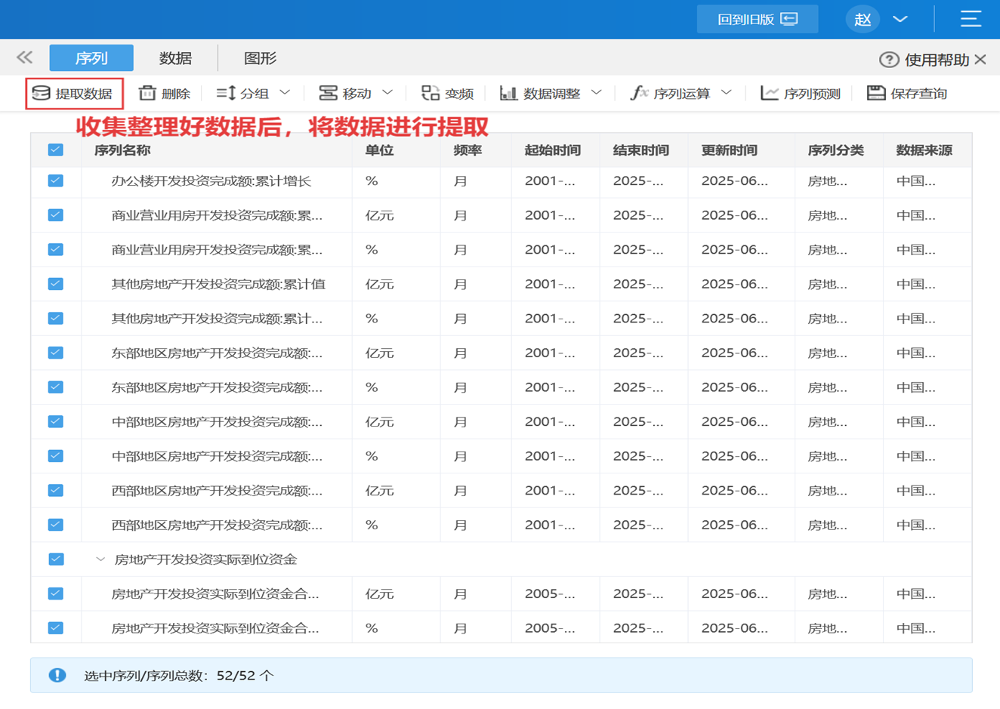 回到旧版 赵
序列 数据 图形 使用帮助
提取数据 删除 分组 移动 变频 数据调整 fx 序列运算 序列预测 保存查询
收集整理好数据后，将数据进行提取
序列名称 单位 频率 起始时间 结束时间 更新时间 序列分类 数据来源
办公楼开发投资完成额:累计增长 % 月 2001-... 2025-... 2025-06... 房地... 中国...
商业营业用房开发投资完成额:累... 亿元 月 2001-... 2025-... 2025-06... 房地... 中国...
商业营业用房开发投资完成额:累... % 月 2001-... 2025-... 2025-06... 房地... 中国...
其他房地产开发投资完成额:累计值 亿元 月 2001-... 2025-... 2025-06... 房地... 中国...
其他房地产开发投资完成额:累计... % 月 2001-... 2025-... 2025-06... 房地... 中国...
东部地区房地产开发投资完成额:... 亿元 月 2001-... 2025-... 2025-06... 房地... 中国...
东部地区房地产开发投资完成额:... % 月 2001-... 2025-... 2025-06... 房地... 中国...
中部地区房地产开发投资完成额:... 亿元 月 2001-... 2025-... 2025-06... 房地... 中国...
中部地区房地产开发投资完成额:... % 月 2001-... 2025-... 2025-06... 房地... 中国...
西部地区房地产开发投资完成额:... 亿元 月 2001-... 2025-... 2025-06... 房地... 中国...
西部地区房地产开发投资完成额:... % 月 2001-... 2025-... 2025-06... 房地... 中国...
房地产开发投资实际到位资金
房地产开发投资实际到位资金合... 亿元 月 2005-... 2025-... 2025-06... 房地... 中国...
房地产开发投资实际到位资金合... % 月 2005-... 2025-... 2025-06... 房地... 中国...
选中序列/序列总数：52/52 个